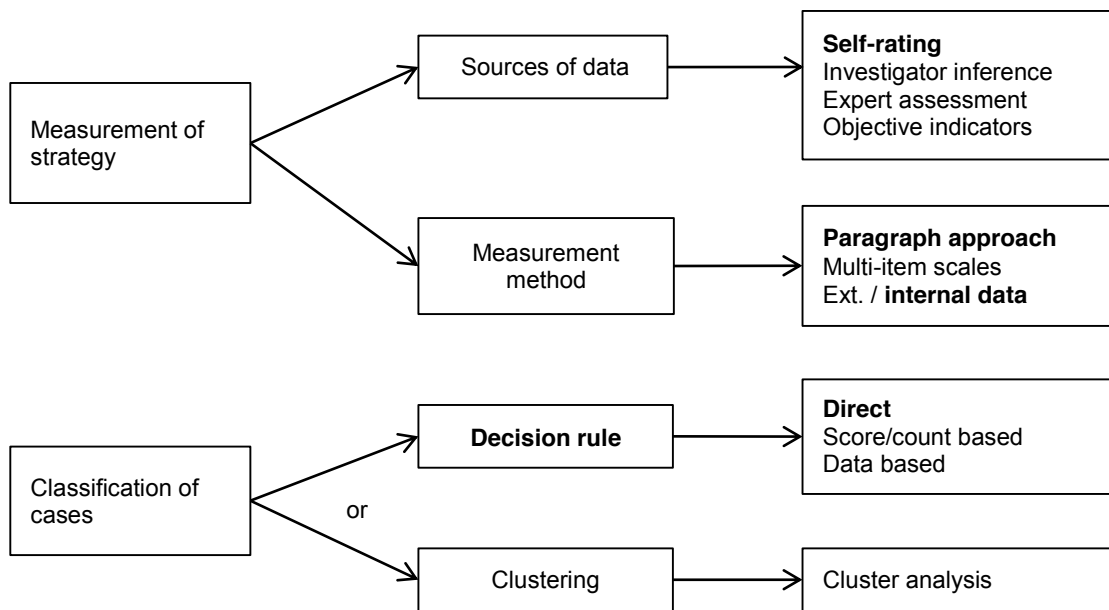 Sources of data
Self-rating
Investigator inference
Expert assessment
Objective indicators
Measurement of
strategy
Measurement
method
Paragraph approach
Multi-item scales
Ext. / internal data
Decision rule
Direct
Score/count based
Data based
Classification of
cases
or
Clustering
Cluster analysis